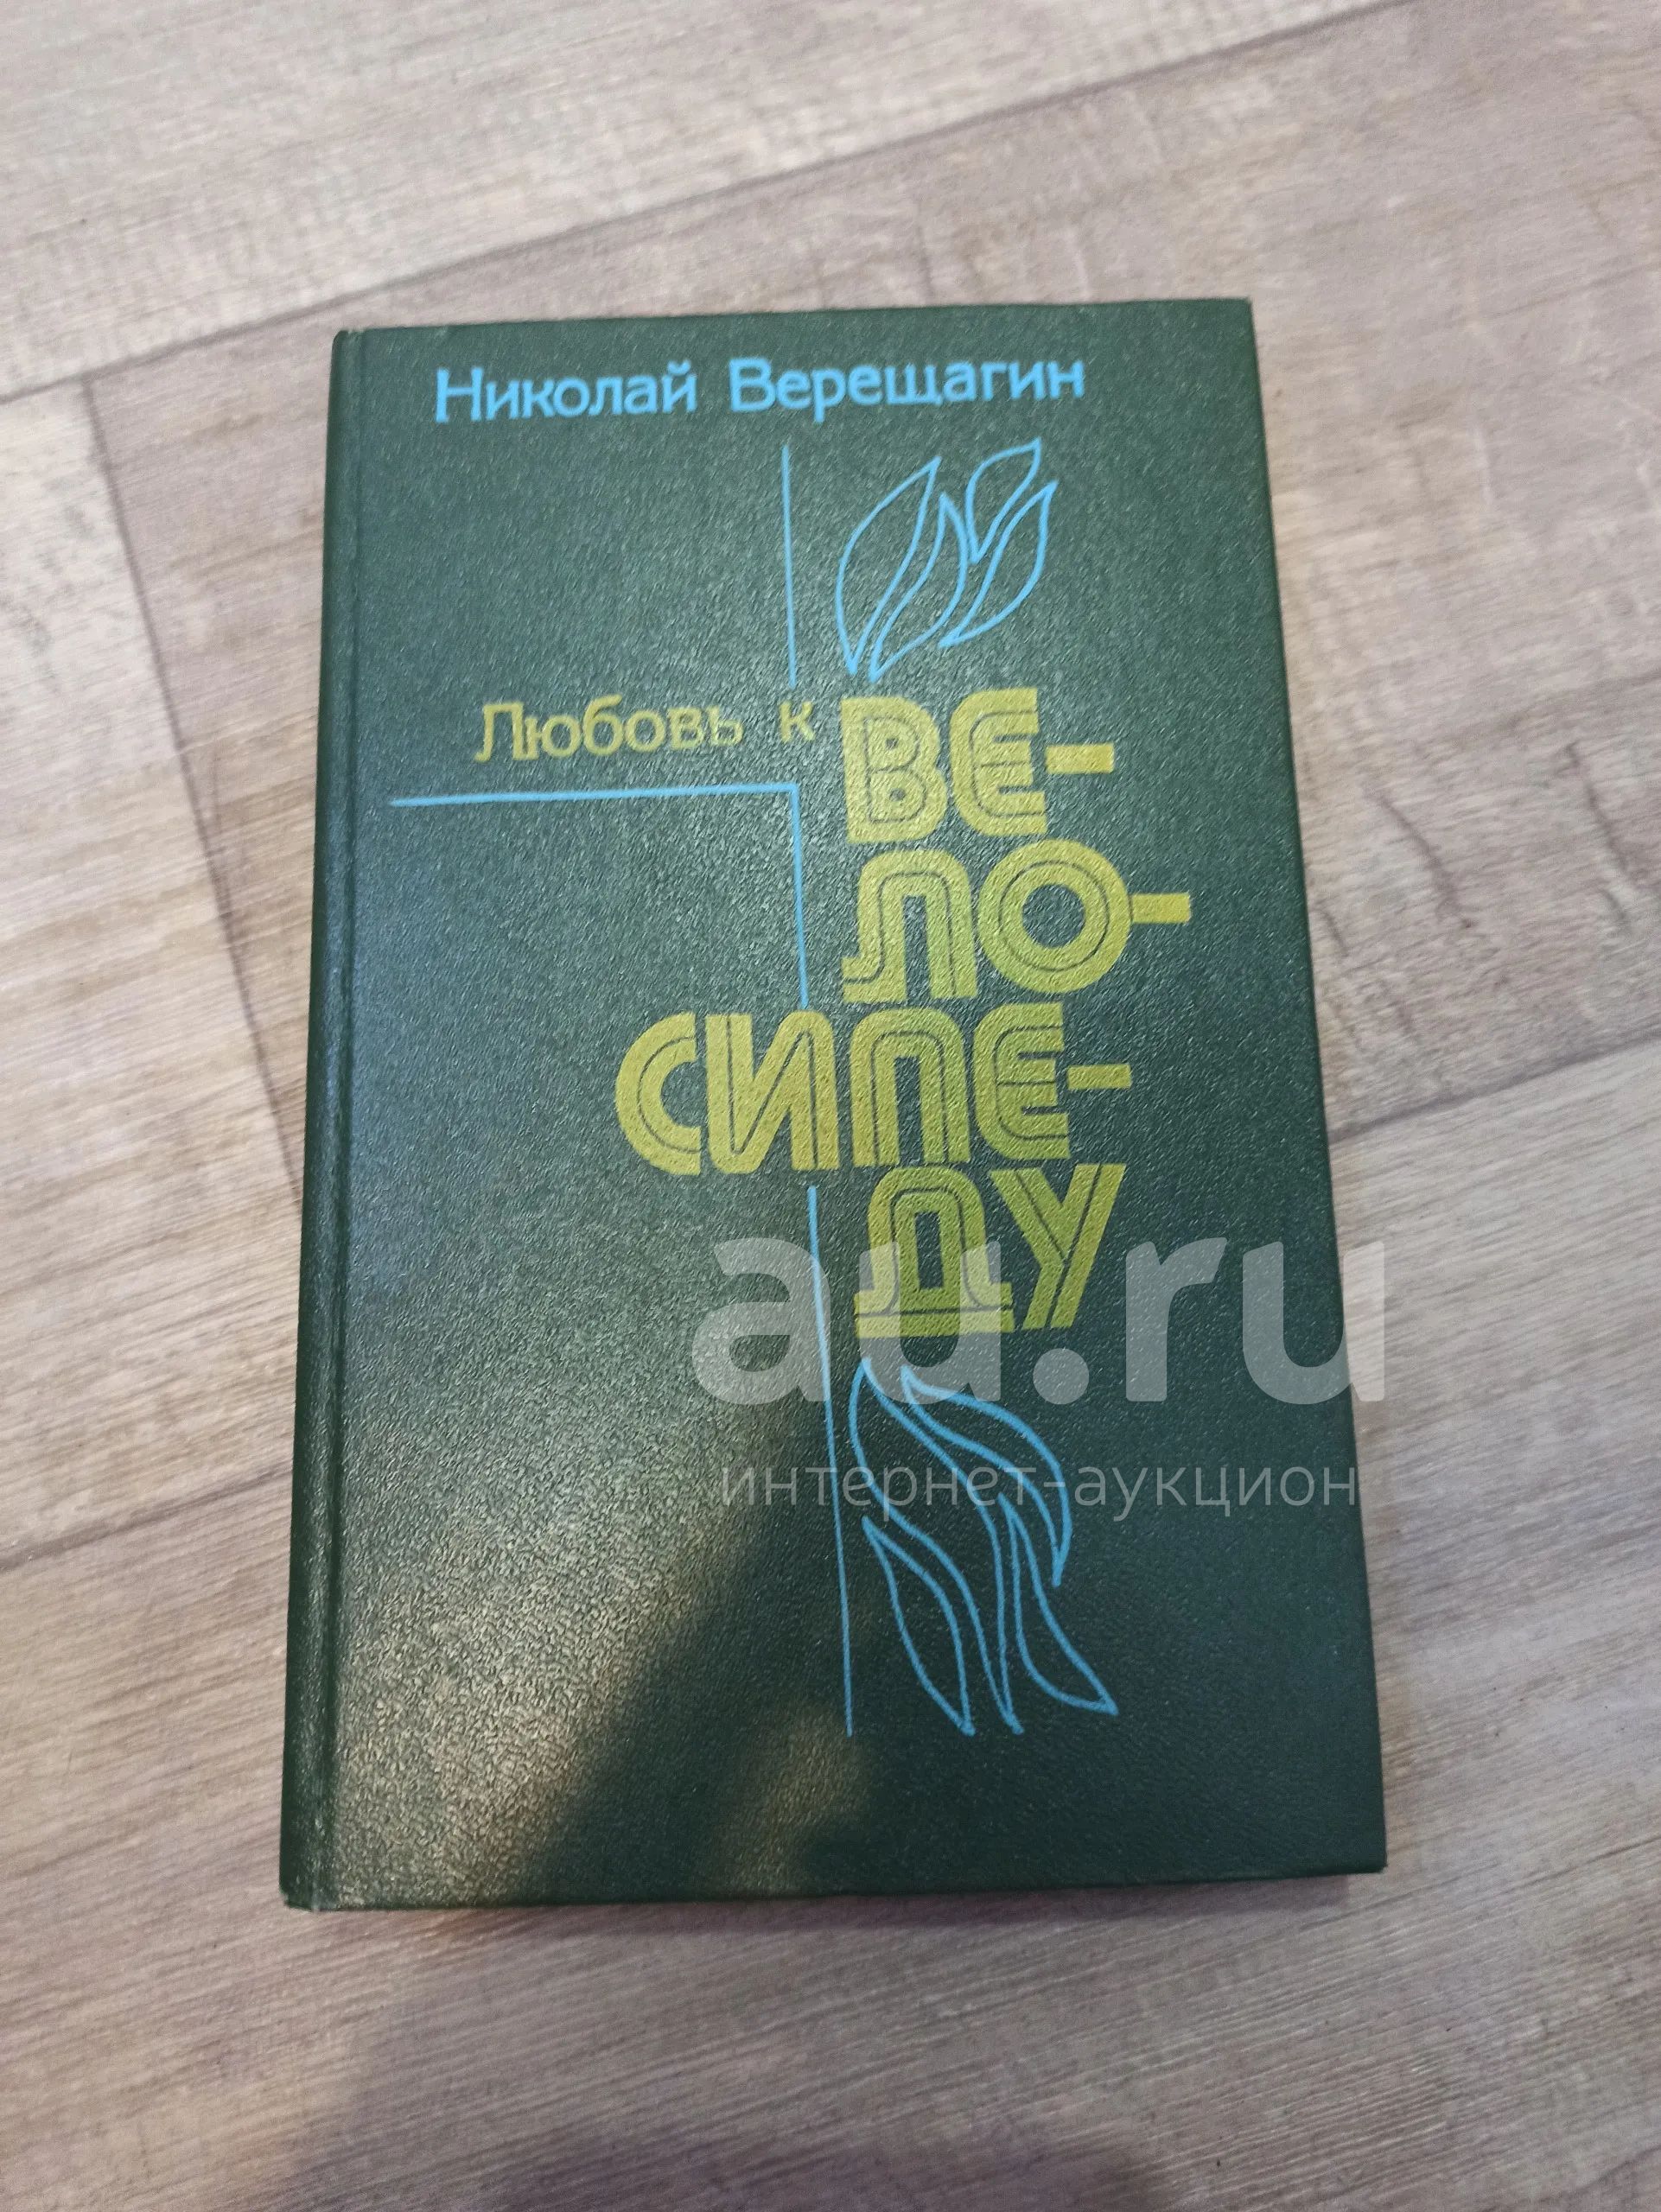 Николай Верещагин
Любовь к ВЕ-
ЛО-
СИПЕ-
ДУ
au.ru
интернет-аукцион